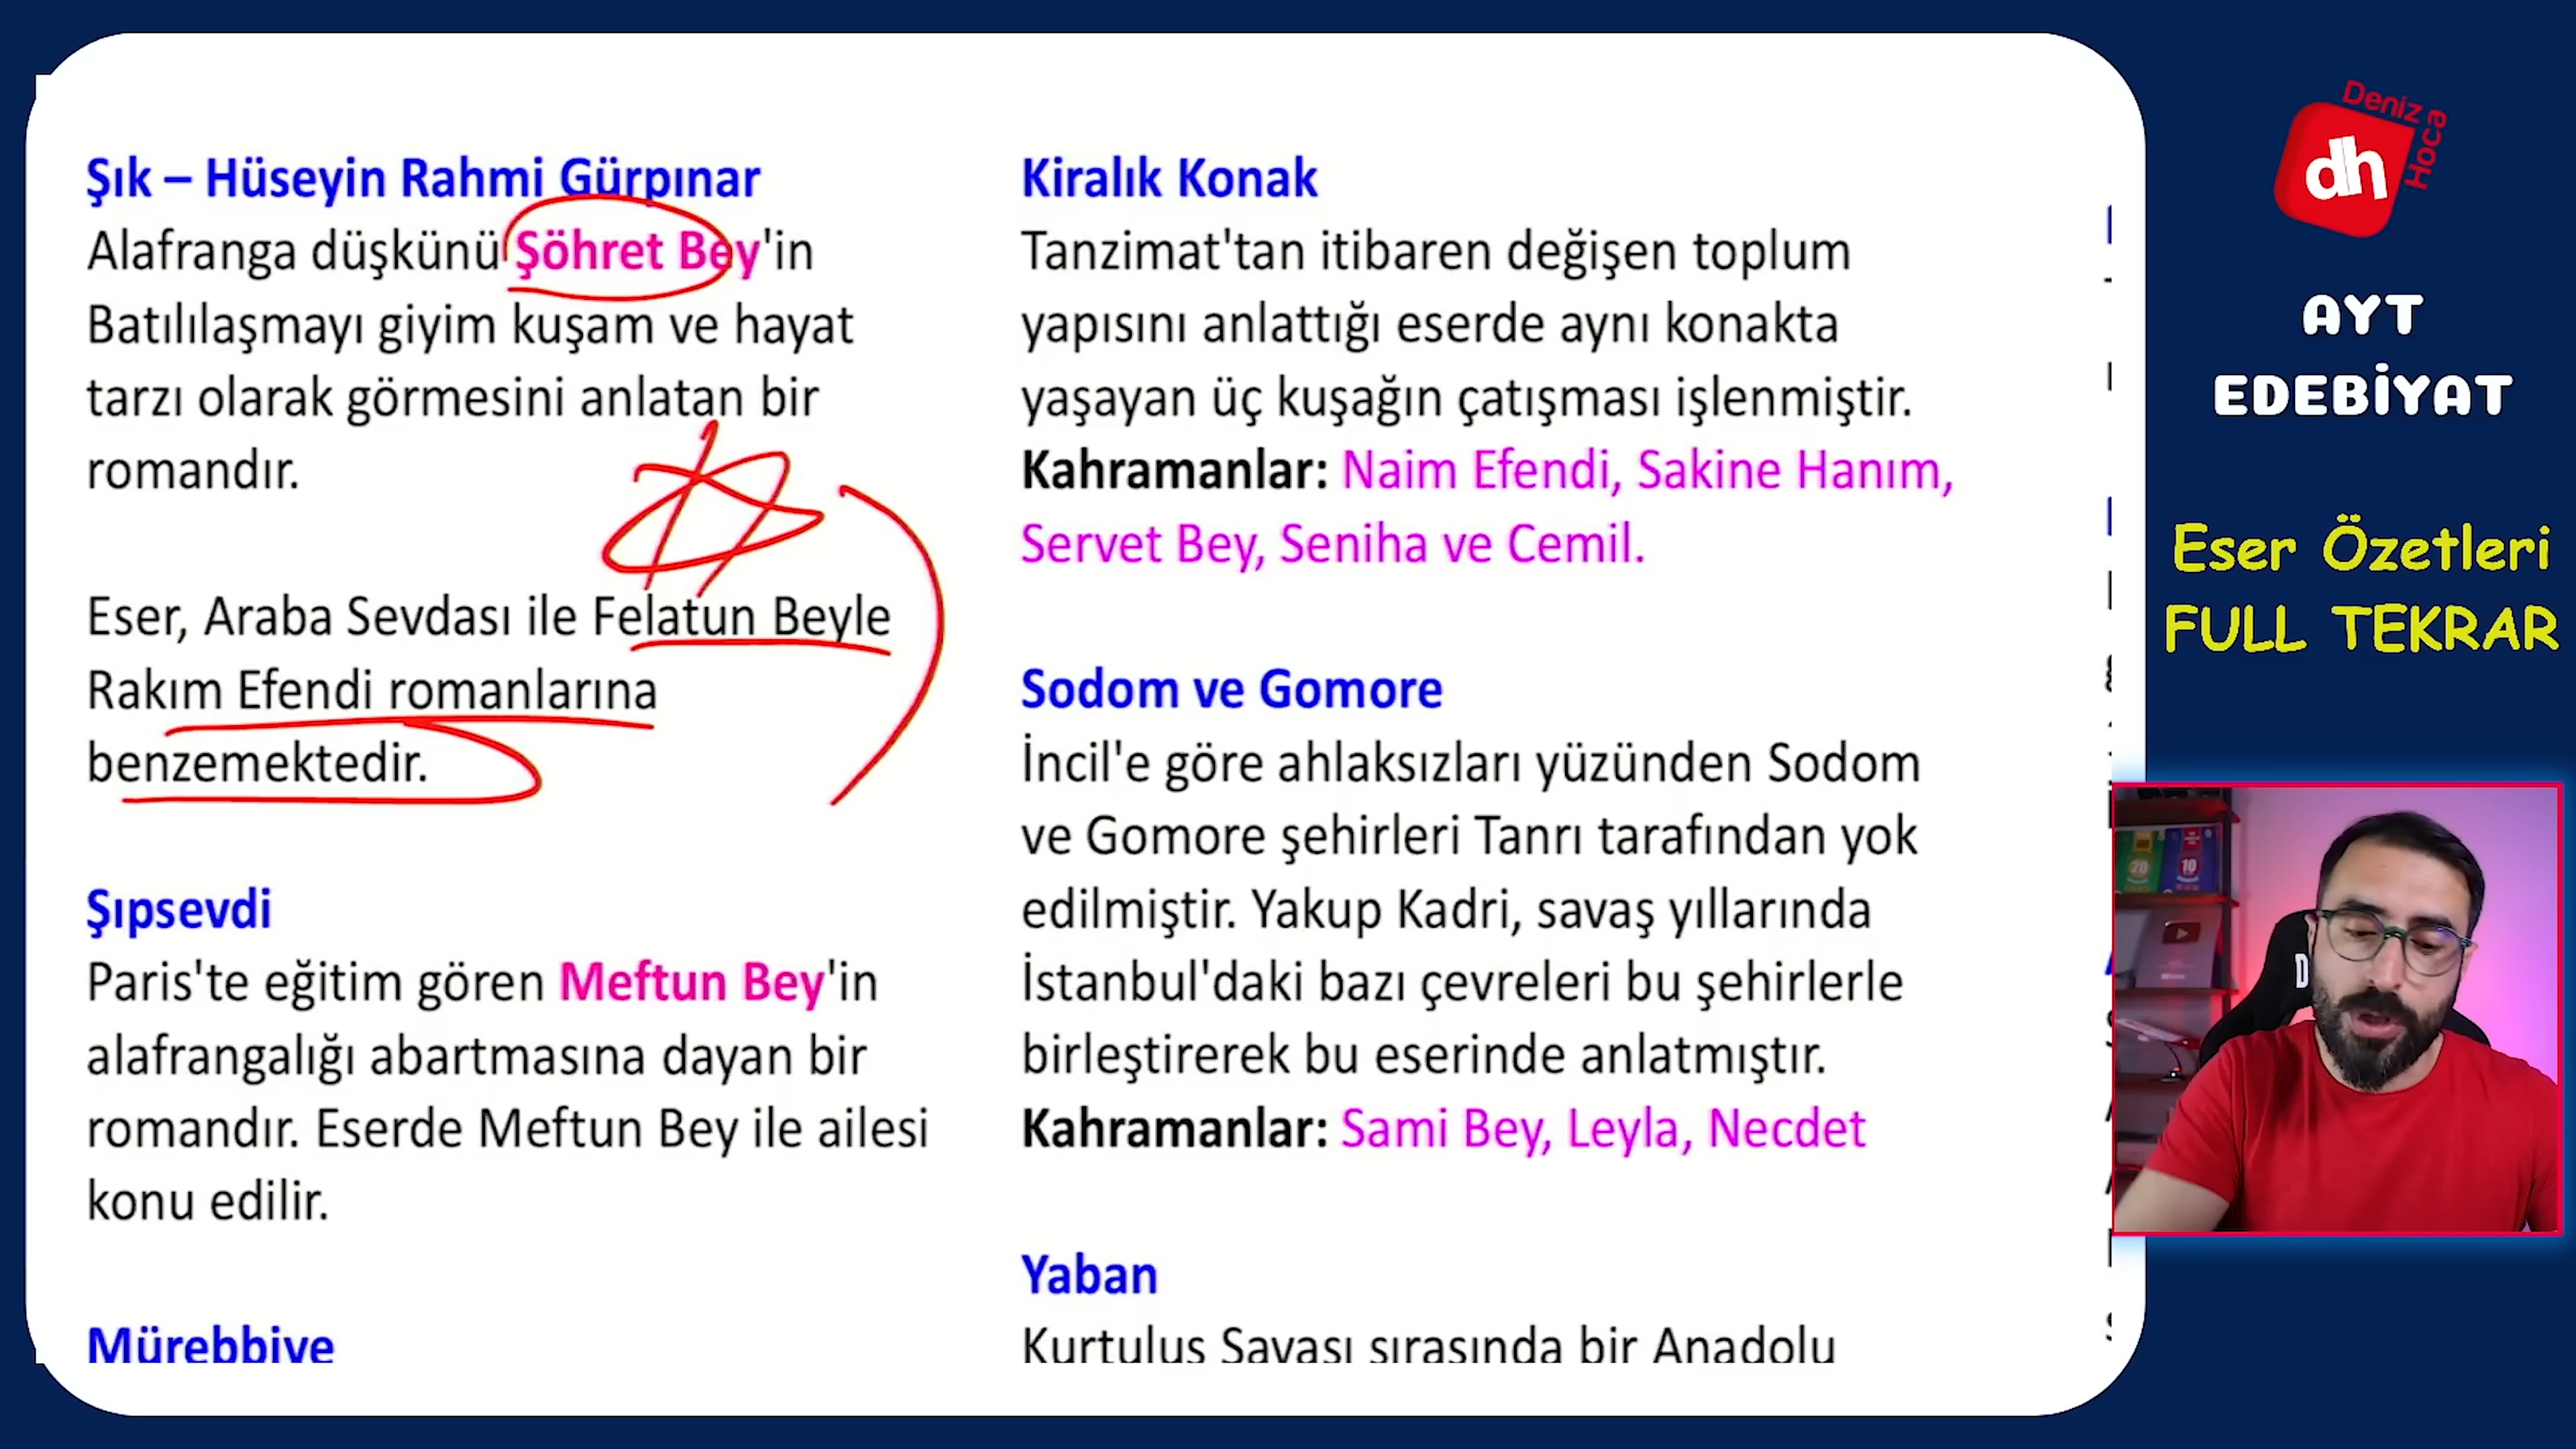 Şık – Hüseyin Rahmi Gürpınar
Alafranga düşkünü Şöhret Bey'in
Batılılaşmayı giyim kuşam ve hayat
tarzı olarak görmesini anlatan bir
romandır.
Eser, Araba Sevdası ile Felatun Beyle
Rakım Efendi romanlarına
benzemektedir.
Şıpsevdi
Paris'te eğitim gören Meftun Bey'in
alafrangalığı abartmasına dayan bir
romandır. Eserde Meftun Bey ile ailesi
konu edilir.
Mürebbiye
Kiralık Konak
Tanzimat'tan itibaren değişen toplum
yapısını anlattığı eserde aynı konakta
yaşayan üç kuşağın çatışması işlenmiştir.
Kahramanlar: Naim Efendi, Sakine Hanım,
Servet Bey, Seniha ve Cemil.
Sodom ve Gomore
İncil'e göre ahlaksızları yüzünden Sodom
ve Gomore şehirleri Tanrı tarafından yok
edilmiştir. Yakup Kadri, savaş yıllarında
İstanbul'daki bazı çevreleri bu şehirlerle
birleştirerek bu eserinde anlatmıştır.
Kahramanlar: Sami Bey, Leyla, Necdet
Yaban
Kurtuluş Savaşı sırasında bir Anadolu
Deniz Hoca
dh
AYT
EDEBİYAT
Eser Özetleri
FULL TEKRAR
20
10
D